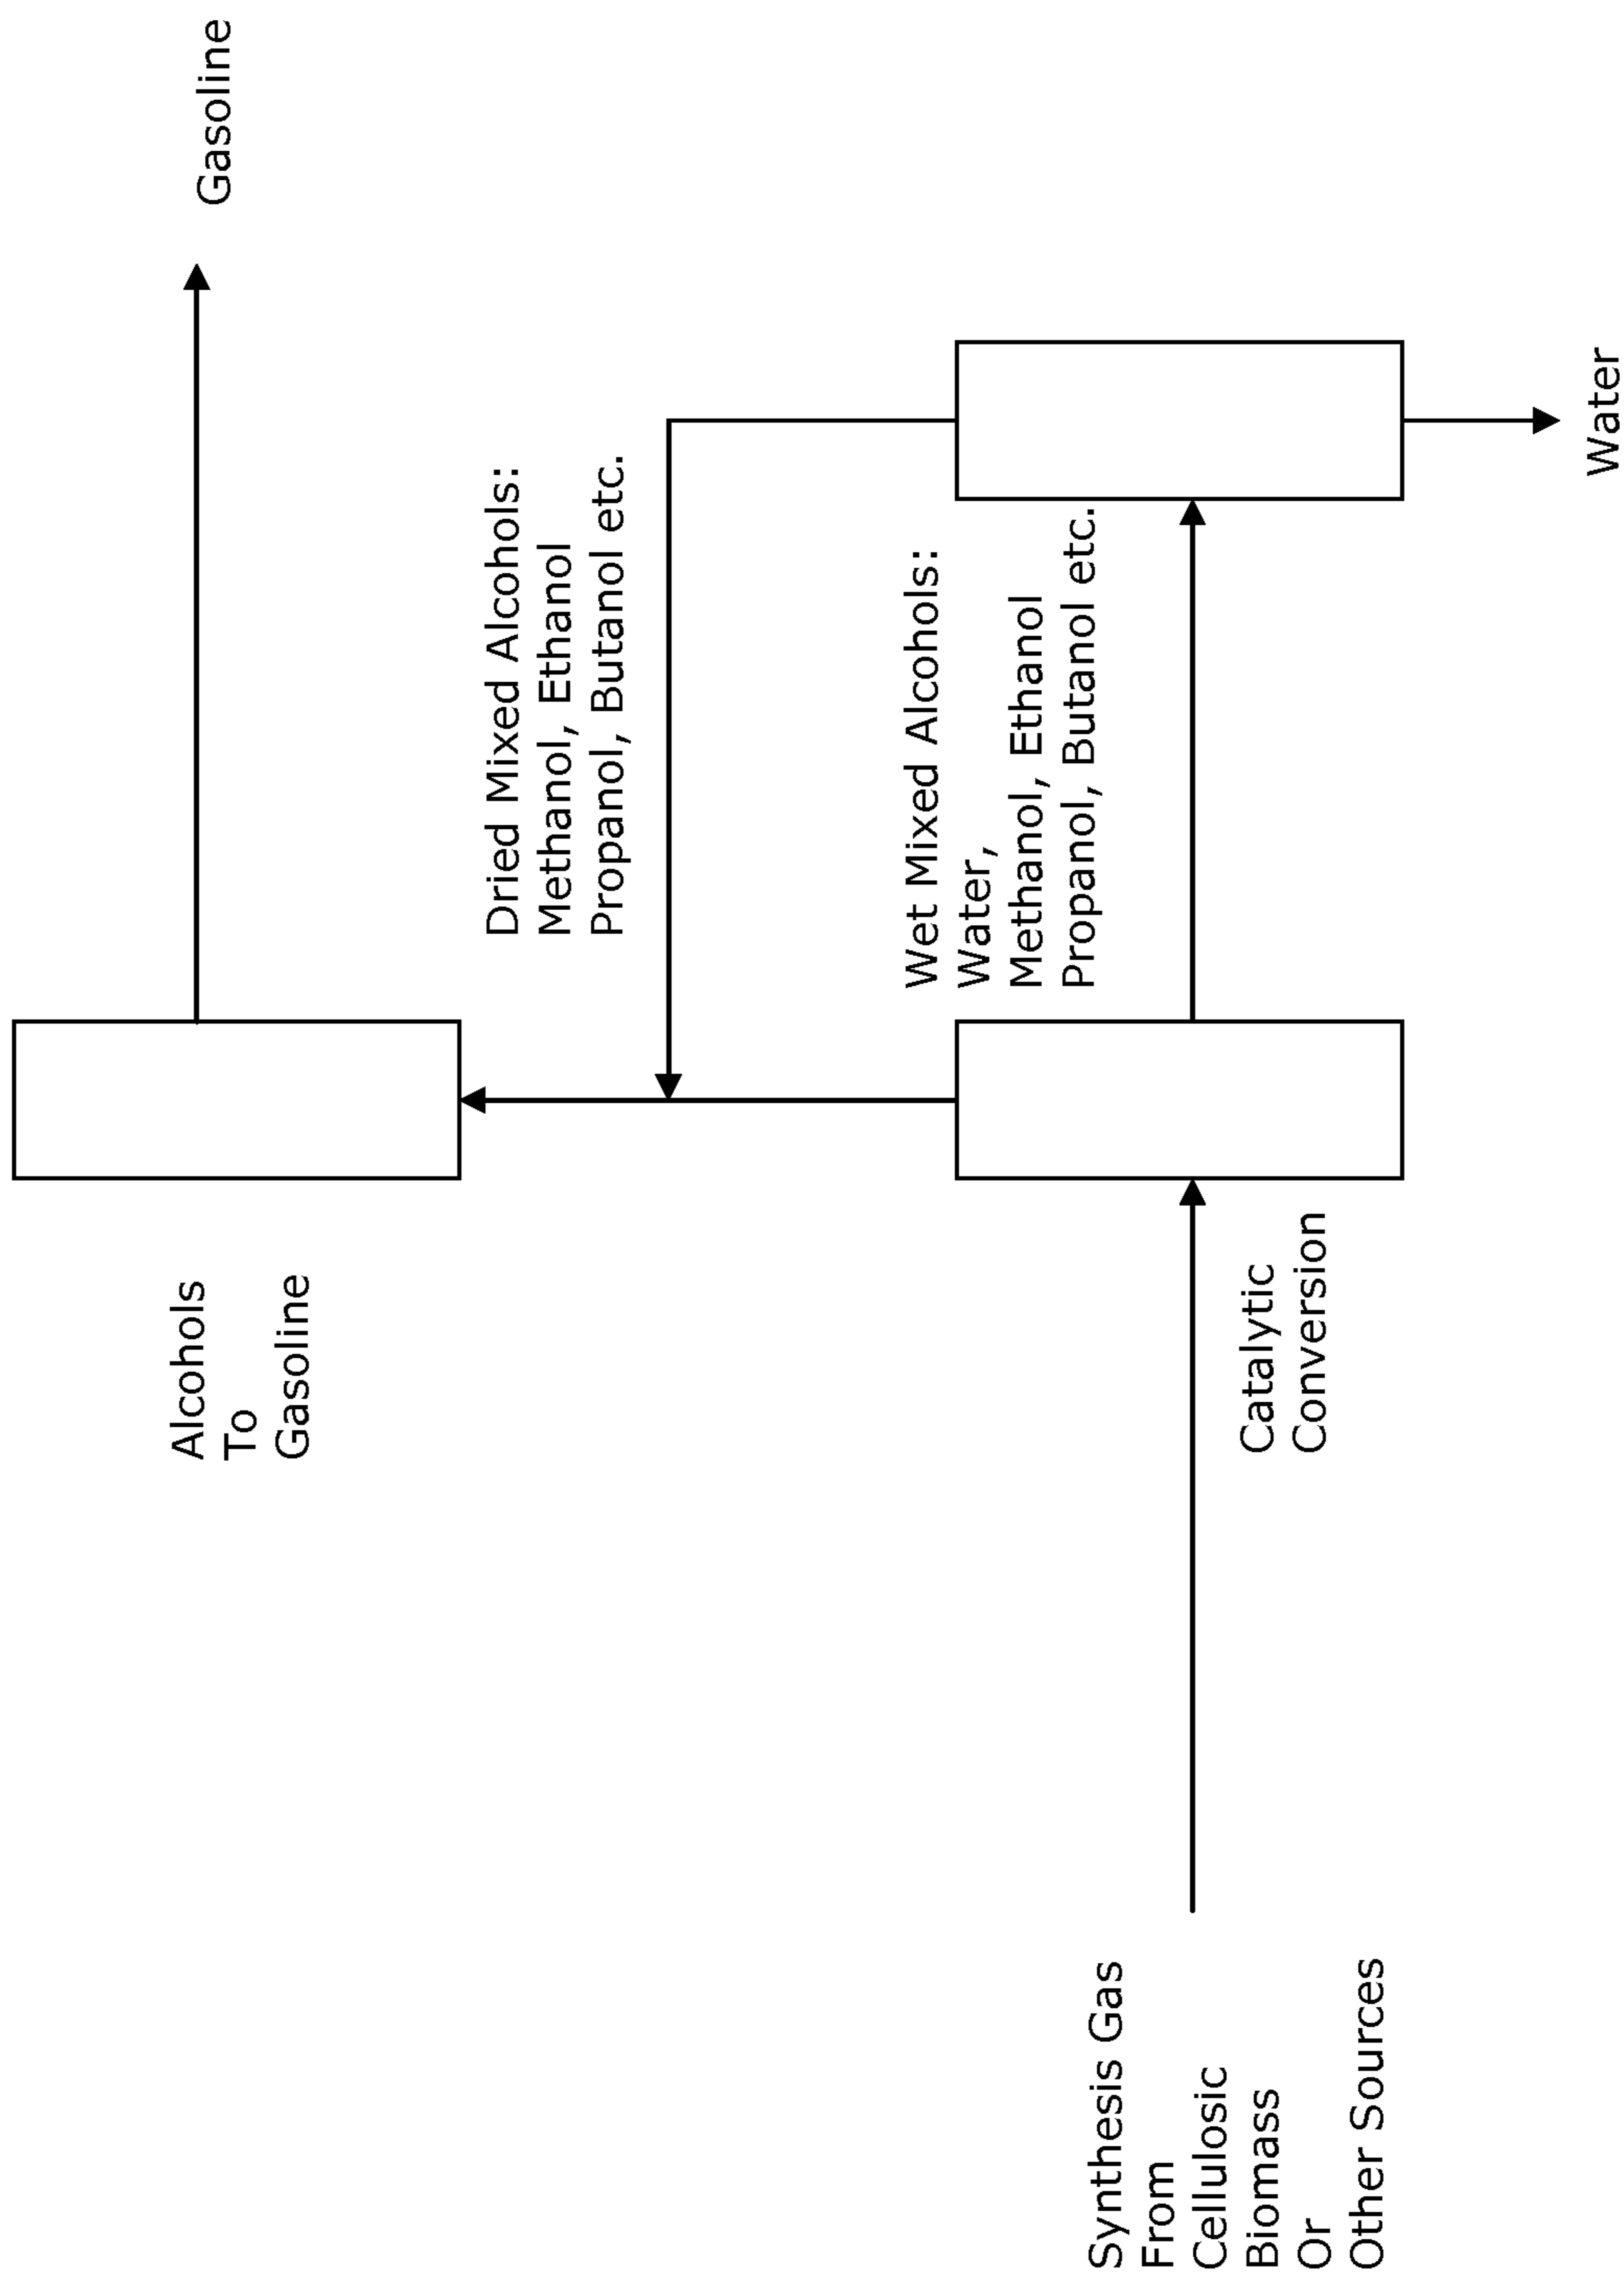 Alcohols
To
Gasoline
Gasoline
Dried Mixed Alcohols:
Methanol, Ethanol
Propanol, Butanol etc.
Wet Mixed Alcohols:
Water,
Methanol, Ethanol
Propanol, Butanol etc.
Synthesis Gas
From
Cellulosic
Biomass
Or
Other Sources
Catalytic
Conversion
Water